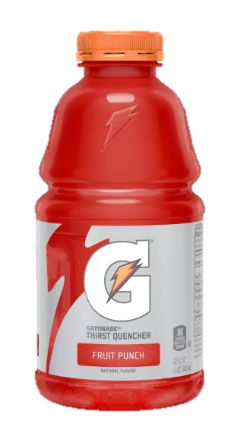 G
GATORADE®
THIRST QUENCHER
FRUIT PUNCH
NATURAL FLAVOR